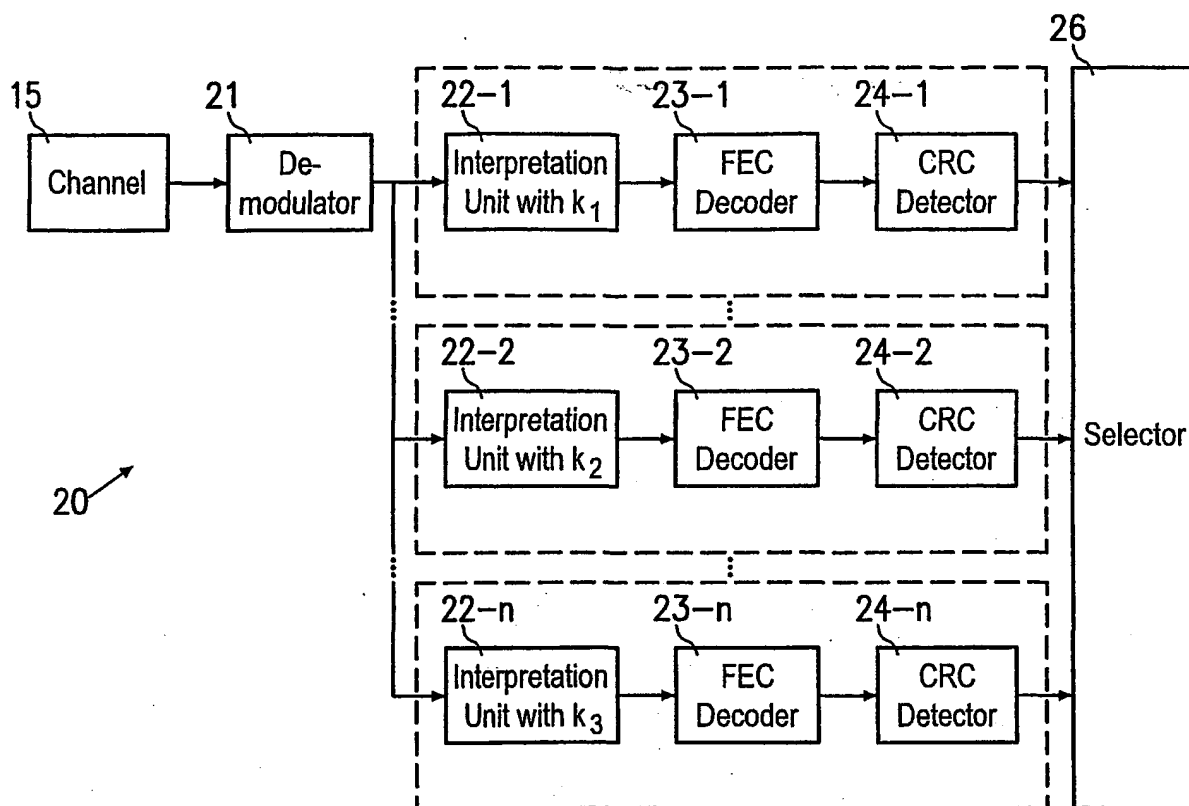 26
15
21
22-1
23-1
24-1
Channel
De-
modulator
Interpretation
Unit with k₁
FEC
Decoder
CRC
Detector
22-2
23-2
24-2
Interpretation
Unit with k₂
FEC
Decoder
CRC
Detector
Selector
20
22-n
23-n
24-n
Interpretation
Unit with k₃
FEC
Decoder
CRC
Detector